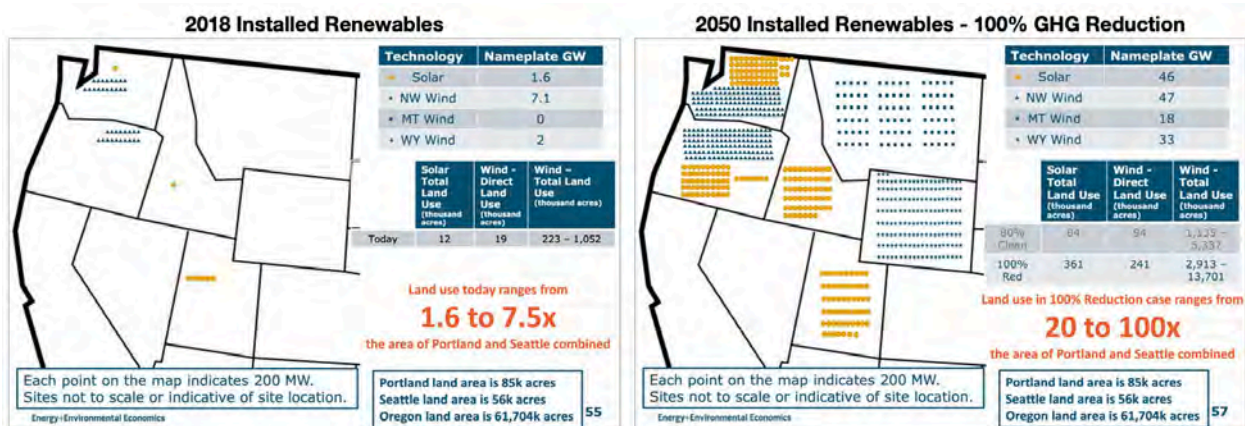 2018 Installed Renewables
Technology Nameplate GW
Solar 1.6
NW Wind 7.1
MT Wind 0
WY Wind 2
Solar Total Land Use (thousand acres) Wind - Direct Land Use (thousand acres) Wind – Total Land Use (thousand acres)
Today 12 19 223 – 1,052
Land use today ranges from
1.6 to 7.5x
the area of Portland and Seattle combined
Each point on the map indicates 200 MW.
Sites not to scale or indicative of site location.
Portland land area is 85k acres
Seattle land area is 56k acres
Oregon land area is 61,704k acres
55
Energy+Environmental Economics
2050 Installed Renewables - 100% GHG Reduction
Technology Nameplate GW
Solar 46
NW Wind 47
MT Wind 18
WY Wind 33
Solar Total Land Use (thousand acres) Wind - Direct Land Use (thousand acres) Wind - Total Land Use (thousand acres)
80% Clean 84 94 1,135 – 5,337
100% Red 361 241 2,913 – 13,701
Land use in 100% Reduction case ranges from
20 to 100x
the area of Portland and Seattle combined
Each point on the map indicates 200 MW.
Sites not to scale or indicative of site location.
Portland land area is 85k acres
Seattle land area is 56k acres
Oregon land area is 61,704k acres
57
Energy+Environmental Economics